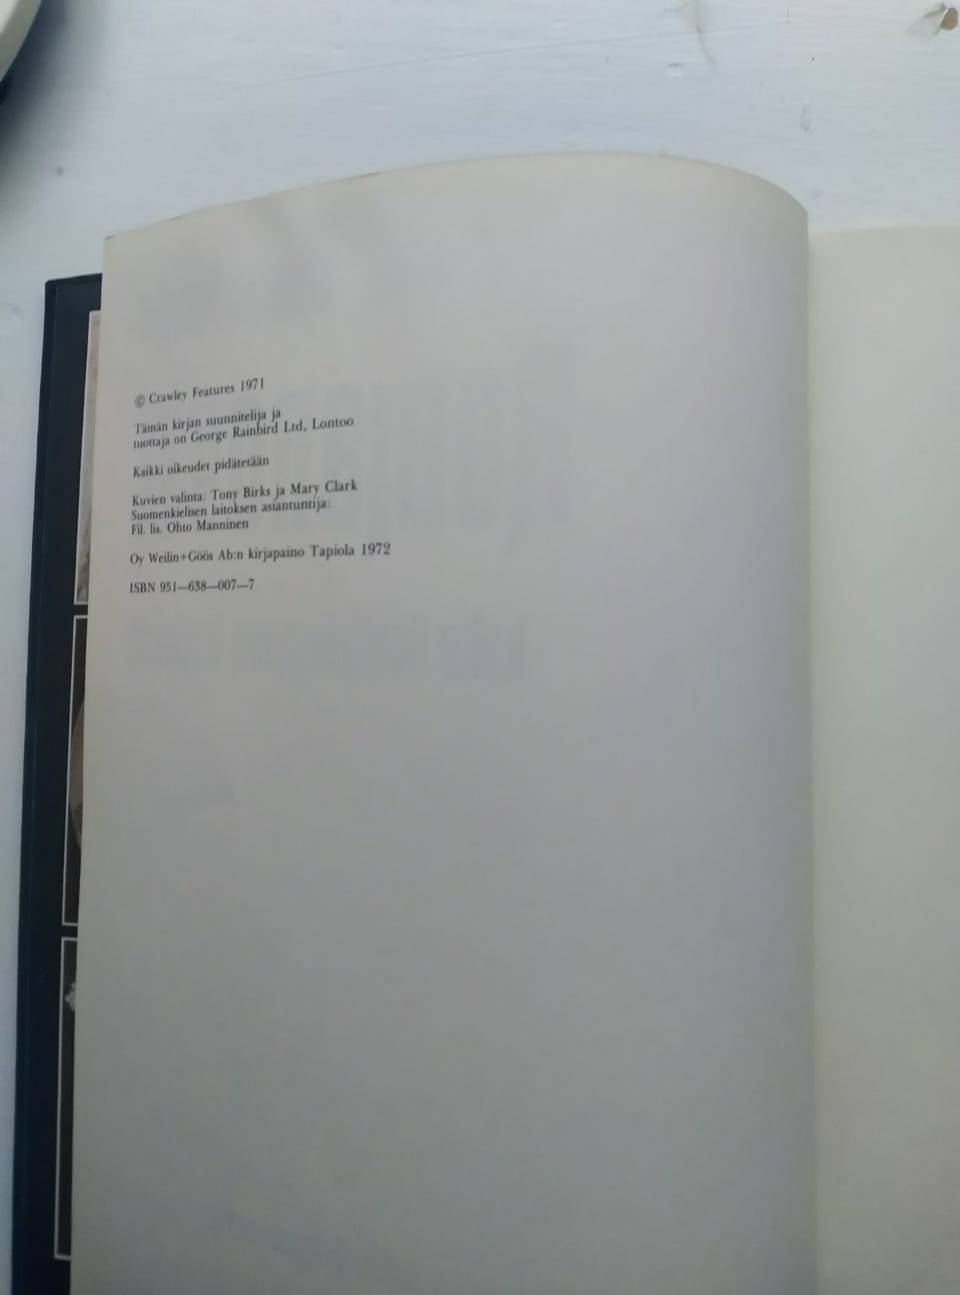 © Crawley Features 1971
Tämän kirjan suunnitelija ja
tuottaja on George Rainbird Ltd, Lontoo
Kaikki oikeudet pidätetään
Kuvien valinta: Tony Birks ja Mary Clark
Suomenkielisen laitoksen asiantuntija:
Fil. lis. Ohto Manninen
Oy Weilin+Göös Ab:n kirjapaino Tapiola 1972
ISBN 951—638—007—7